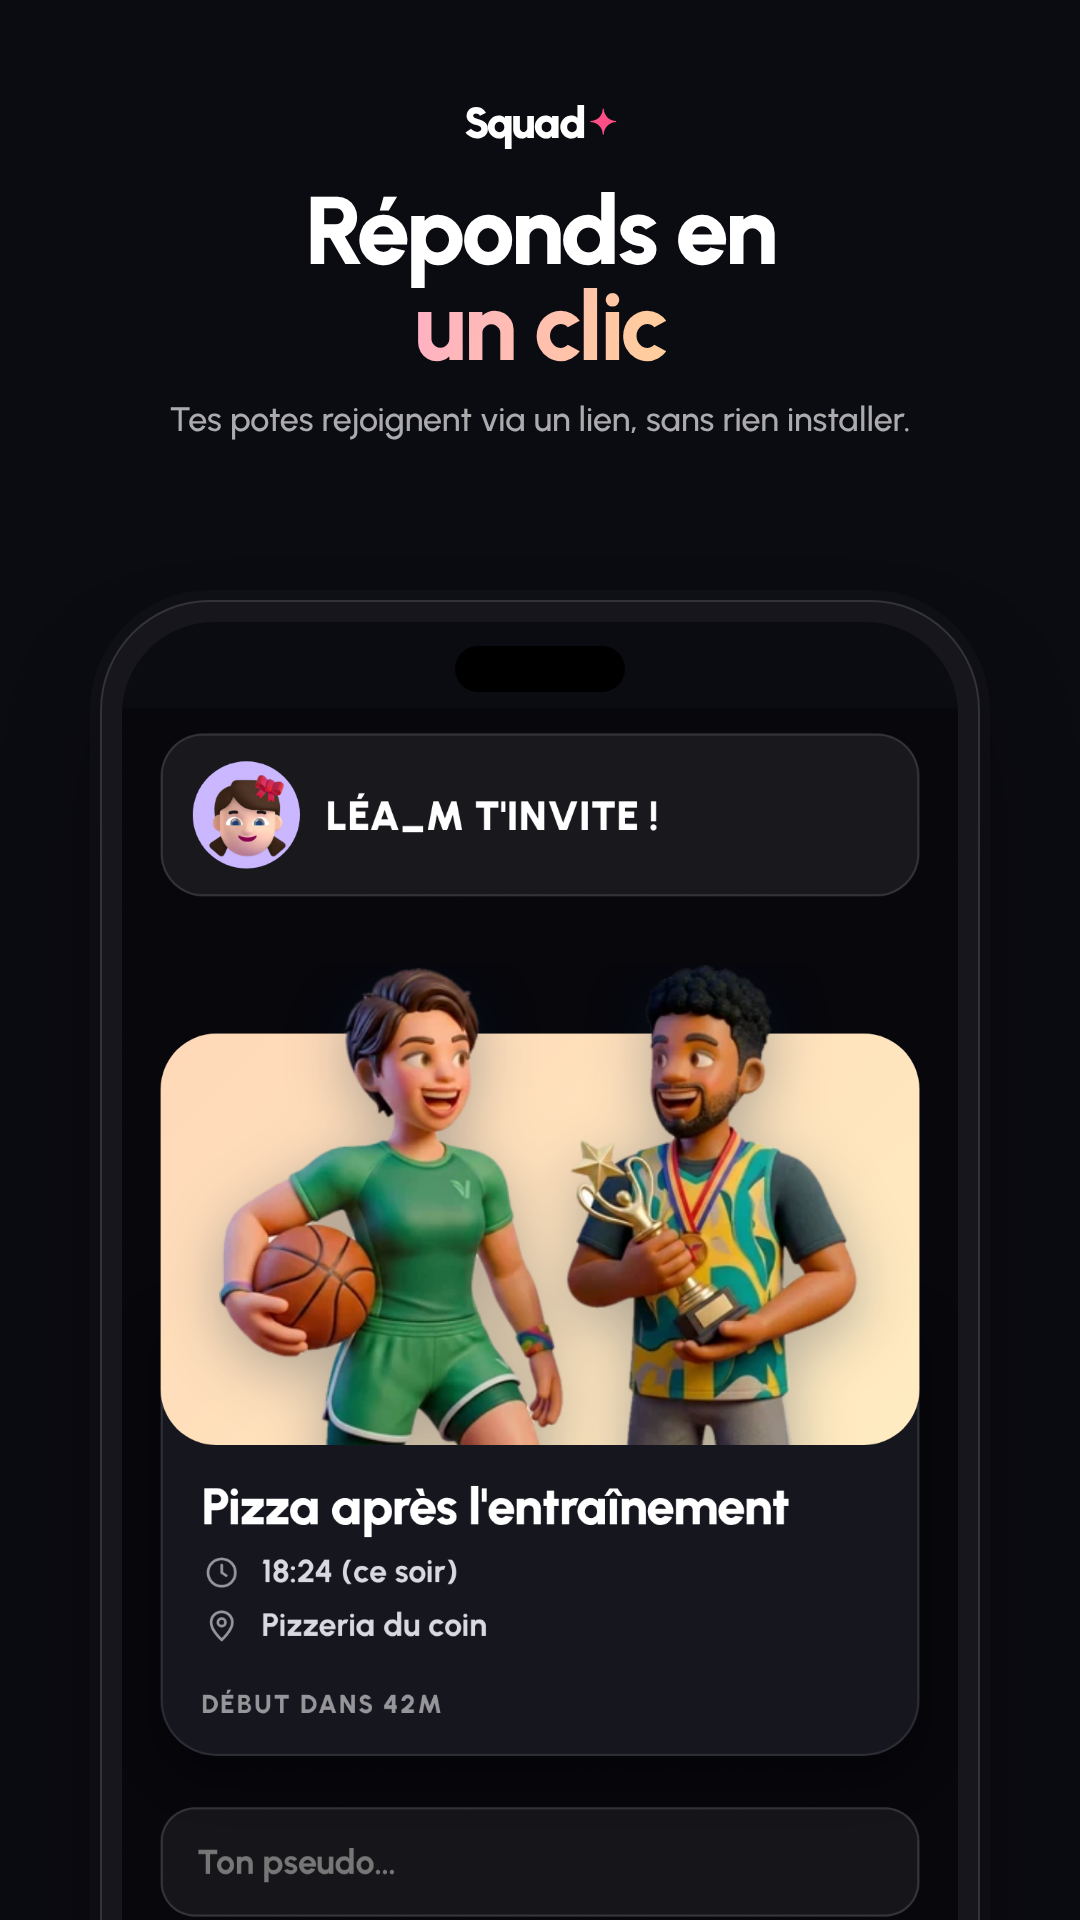 Squad
Réponds en
un clic
Tes potes rejoignent via un lien, sans rien installer.
LÉA_M T'INVITE !
Pizza après l'entraînement
18:24 (ce soir)
Pizzeria du coin
DÉBUT DANS 42M
Ton pseudo...